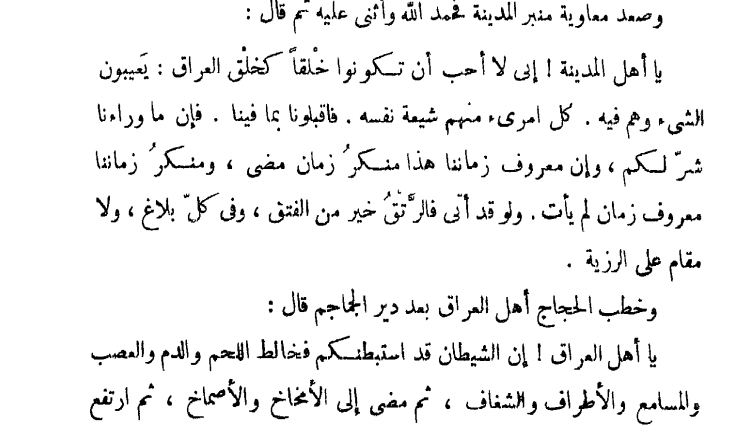 وصعد معاوية منبر المدينة فحمد الله وأثنى عليه ثم قال :
يا أهل المدينة ! إنى لا أحب أن تكونوا خَلْقاً كخلْق العراق : يَعيبون
الشىء وهم فيه . كل امرىء منهم شيعة نفسه . فاقبلونا بما فينا . فإن ما وراءنا
شرّ لكم ، وإن معروف زماننا هذا منكرُ زمان مضى ، ومنكرُ زماننا
معروف زمان لم يأت . ولو قد أتى فالرَّتْقُ خير من الفتق ، وفى كلّ بلاغ ، ولا
مقام على الرزية .
وخطب الحجاج أهل العراق بعد دير الجماجم قال :
يا أهل العراق ! إن الشيطان قد استبطنكم فخالط اللحم والدم والعصب
والمسامع والأطراف والشغاف ، ثم مضى إلى الأمخاخ والأصماخ ، ثم ارتفع